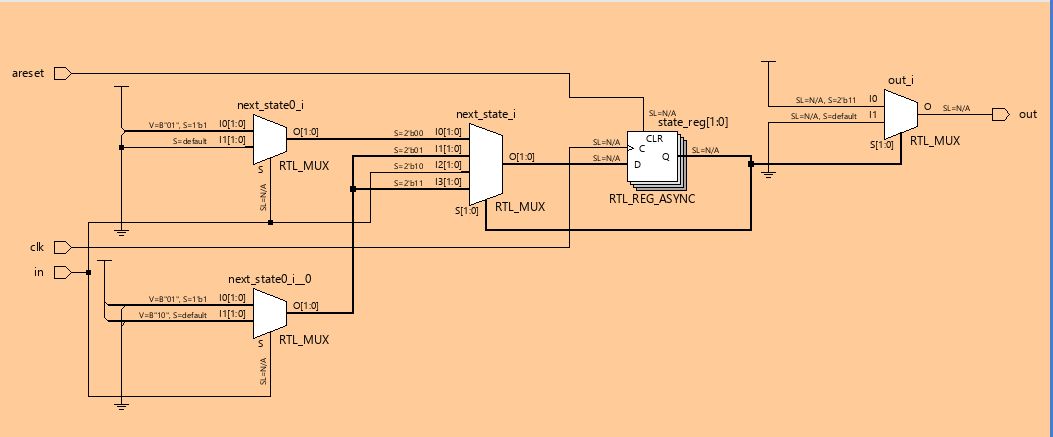 areset
next_state0_i
V=B"01", S=1'b1 I0[1:0]
S=default I1[1:0]
O[1:0]
S
RTL_MUX
SL=N/A
next_state_i
S=2'b00 I0[1:0]
S=2'b01 I1[1:0]
S=2'b10 I2[1:0]
S=2'b11 I3[1:0]
O[1:0]
S[1:0]
RTL_MUX
SL=N/A
state_reg[1:0]
CLR
SL=N/A C
SL=N/A D
Q SL=N/A
RTL_REG_ASYNC
out_i
SL=N/A, S=2'b11 I0
SL=N/A, S=default I1
O SL=N/A
S[1:0]
RTL_MUX
out
clk
in
next_state0_i__0
V=B"01", S=1'b1 I0[1:0]
V=B"10", S=default I1[1:0]
O[1:0]
S
RTL_MUX
SL=N/A